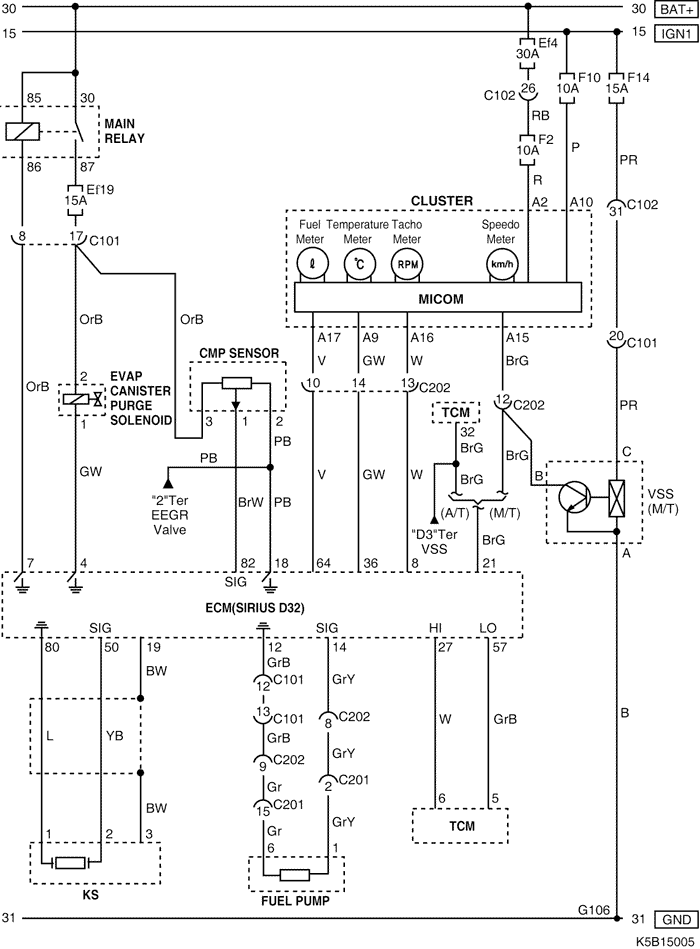 30 30 BAT+
15 15 IGN1
Ef4
30A
F10
10A
F14
15A
85 30
26
C102
MAIN
RELAY
RB
F2
10A
P
PR
86 87
Ef19
15A
R
CLUSTER
A2 A10
31 C102
Fuel
Meter
Temperature
Meter
Tacho
Meter
Speedo
Meter
8 17 C101
ℓ °C RPM km/h
MICOM
OrB OrB
A17 A9 A16 A15
20 C101
CMP SENSOR
V GW W BrG
EVAP
CANISTER
PURGE
SOLENOID
2
1
OrB
10 14 13 C202
12 C202
PR
3 1 2
TCM
32
PB
BrG
C
GW
PB
BrW PB
V GW W
BrG BrG
B
VSS
(M/T)
"2"Ter
EEGR
Valve
(A/T) (M/T)
"D3"Ter
VSS
BrG
A
7 4 82 18 64 36 8 21
SIG
ECM(SIRIUS D32)
SIG SIG HI LO
80 50 19 12 14 27 57
BW
GrB
12 C101
GrY
13 C101
8 C202
L YB
GrB
W GrB
B
9 C202
GrY
Gr
2 C201
BW
15 C201
6 5
Gr GrY
TCM
1 2 3
6 1
KS
FUEL PUMP
G106
31 31 GND
K5B15005